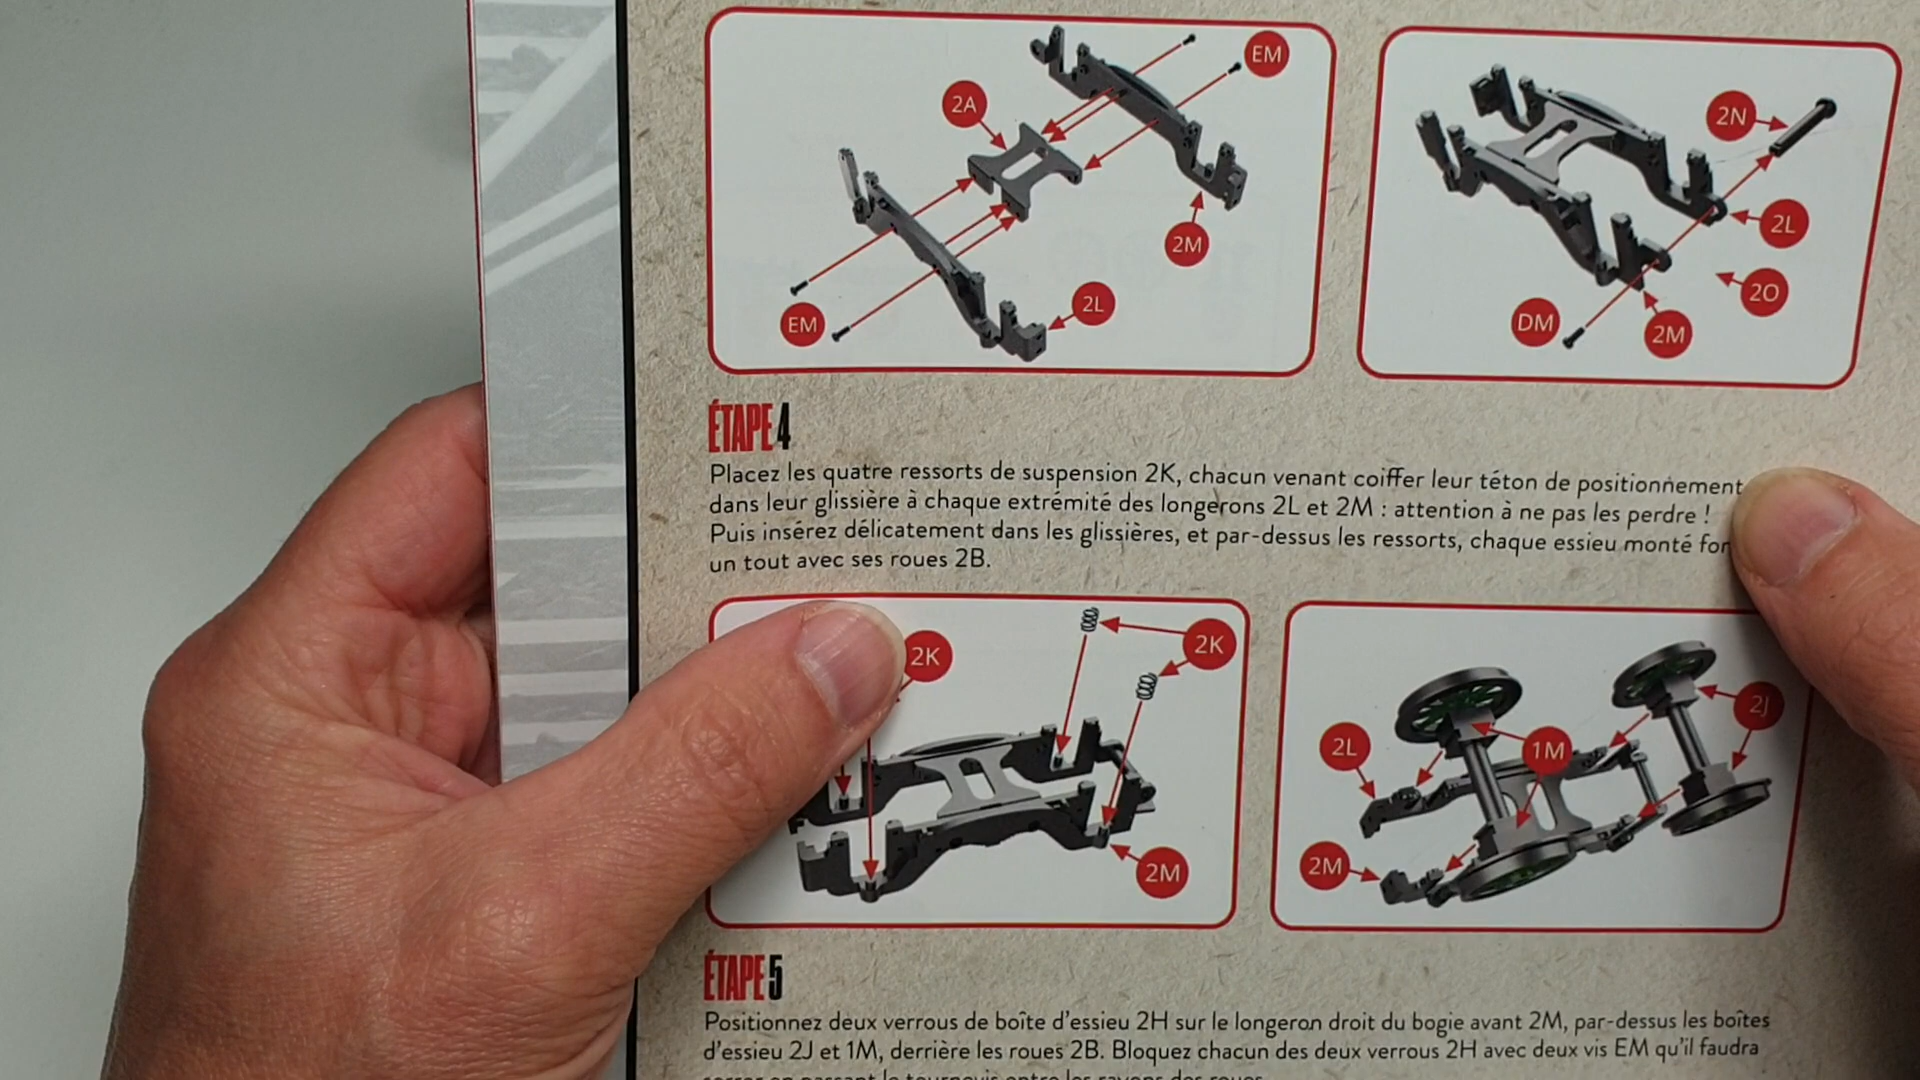 EM
2A
2M
2L
EM
2N
2L
2O
DM
2M
ÉTAPE 4
Placez les quatre ressorts de suspension 2K, chacun venant coiffer leur téton de positionnement
dans leur glissière à chaque extrémité des longerons 2L et 2M : attention à ne pas les perdre !
Puis insérez délicatement dans les glissières, et par-dessus les ressorts, chaque essieu monté
un tout avec ses roues 2B.
2K
2K
2M
2J
2L
1M
2M
ÉTAPE 5
Positionnez deux verrous de boîte d'essieu 2H sur le longeron droit du bogie avant 2M, par-dessus les boîtes
d'essieu 2J et 1M, derrière les roues 2B. Bloquez chacun des deux verrous 2H avec deux vis EM qu'il faudra